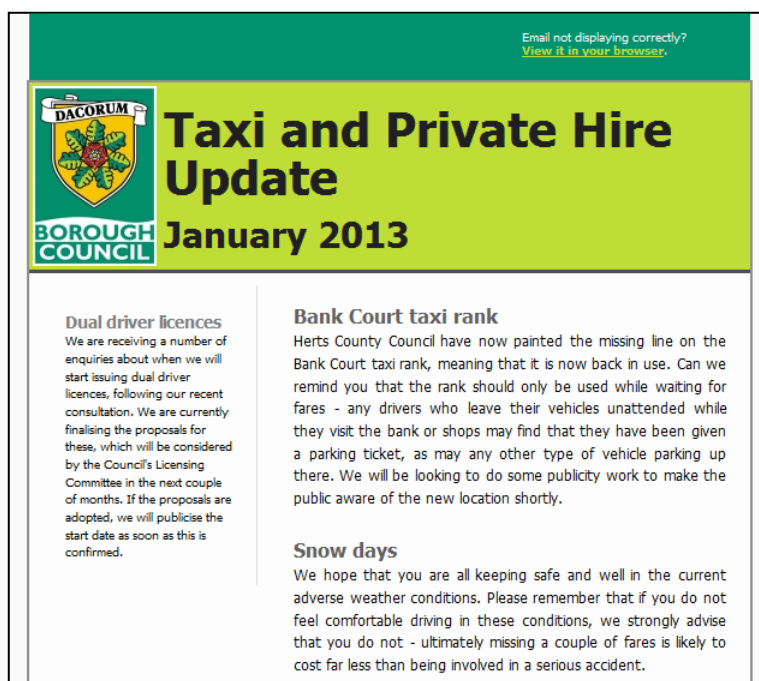 Email not displaying correctly?
View it in your browser.
DACORUM
BOROUGH
COUNCIL
Taxi and Private Hire
Update
January 2013
Dual driver licences
We are receiving a number of
enquiries about when we will
start issuing dual driver
licences, following our recent
consultation. We are currently
finalising the proposals for
these, which will be considered
by the Council's Licensing
Committee in the next couple
of months. If the proposals are
adopted, we will publicise the
start date as soon as this is
confirmed.
Bank Court taxi rank
Herts County Council have now painted the missing line on the
Bank Court taxi rank, meaning that it is now back in use. Can we
remind you that the rank should only be used while waiting for
fares - any drivers who leave their vehicles unattended while
they visit the bank or shops may find that they have been given
a parking ticket, as may any other type of vehicle parking up
there. We will be looking to do some publicity work to make the
public aware of the new location shortly.
Snow days
We hope that you are all keeping safe and well in the current
adverse weather conditions. Please remember that if you do not
feel comfortable driving in these conditions, we strongly advise
that you do not - ultimately missing a couple of fares is likely to
cost far less than being involved in a serious accident.